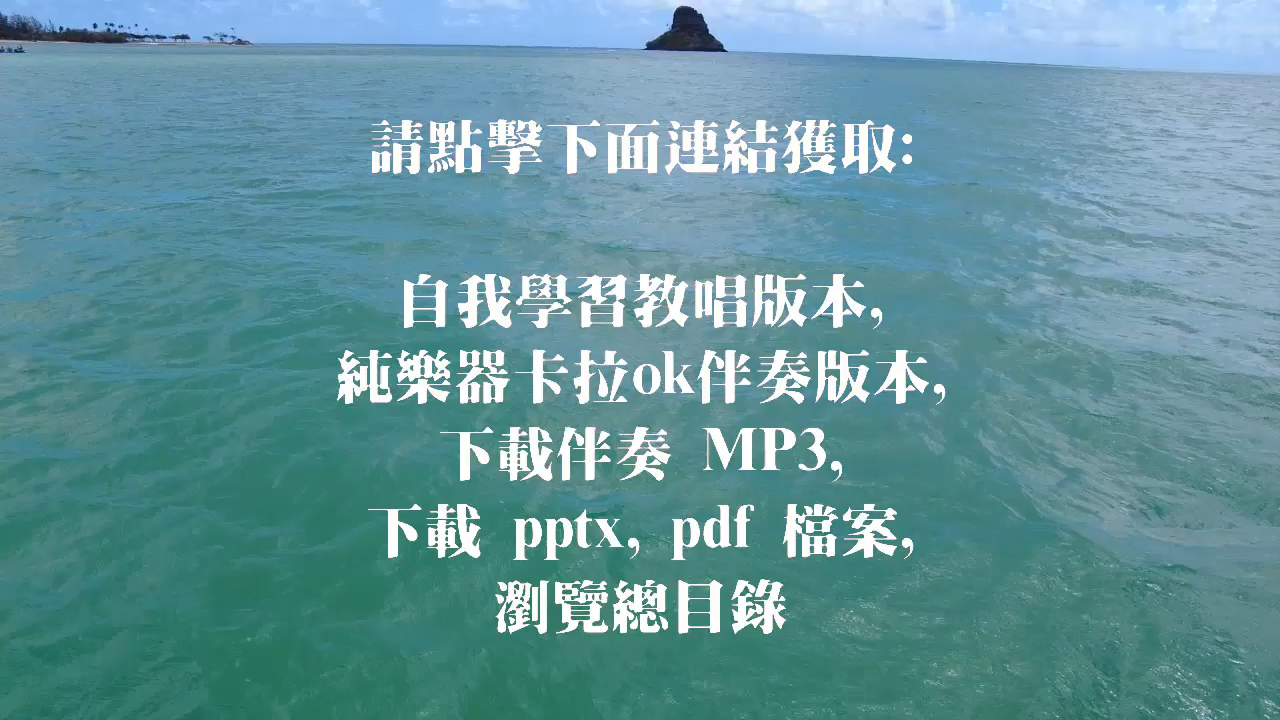 請點擊下面連結獲取:
自我學習教唱版本,
純樂器卡拉ok伴奏版本,
下載伴奏 MP3,
下載 pptx, pdf 檔案,
瀏覽總目錄